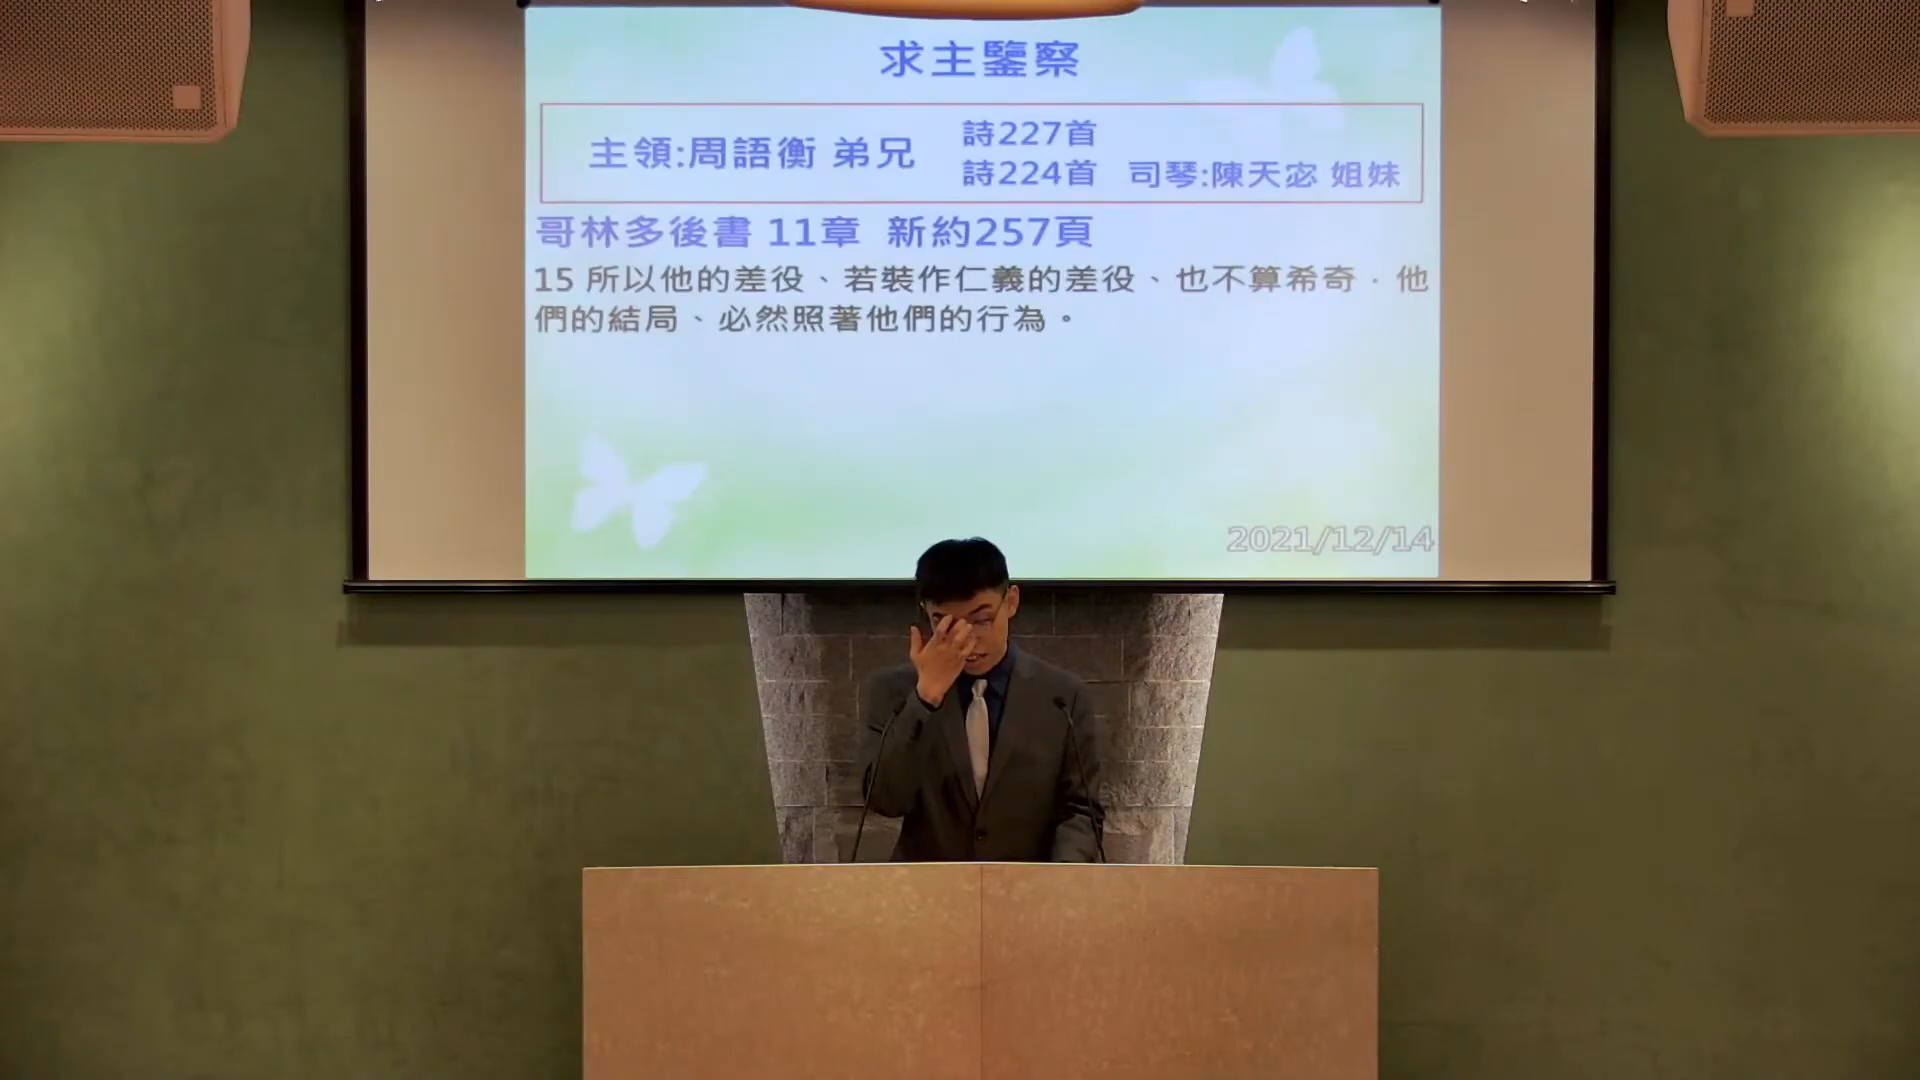 求主鑒察
主領:周語衡 弟兄
詩227首
詩224首 司琴:陳天宓 姐妹
哥林多後書 11章 新約257頁
15 所以他的差役、若裝作仁義的差役、也不算希奇．他
們的結局、必然照著他們的行為。
2021/12/14